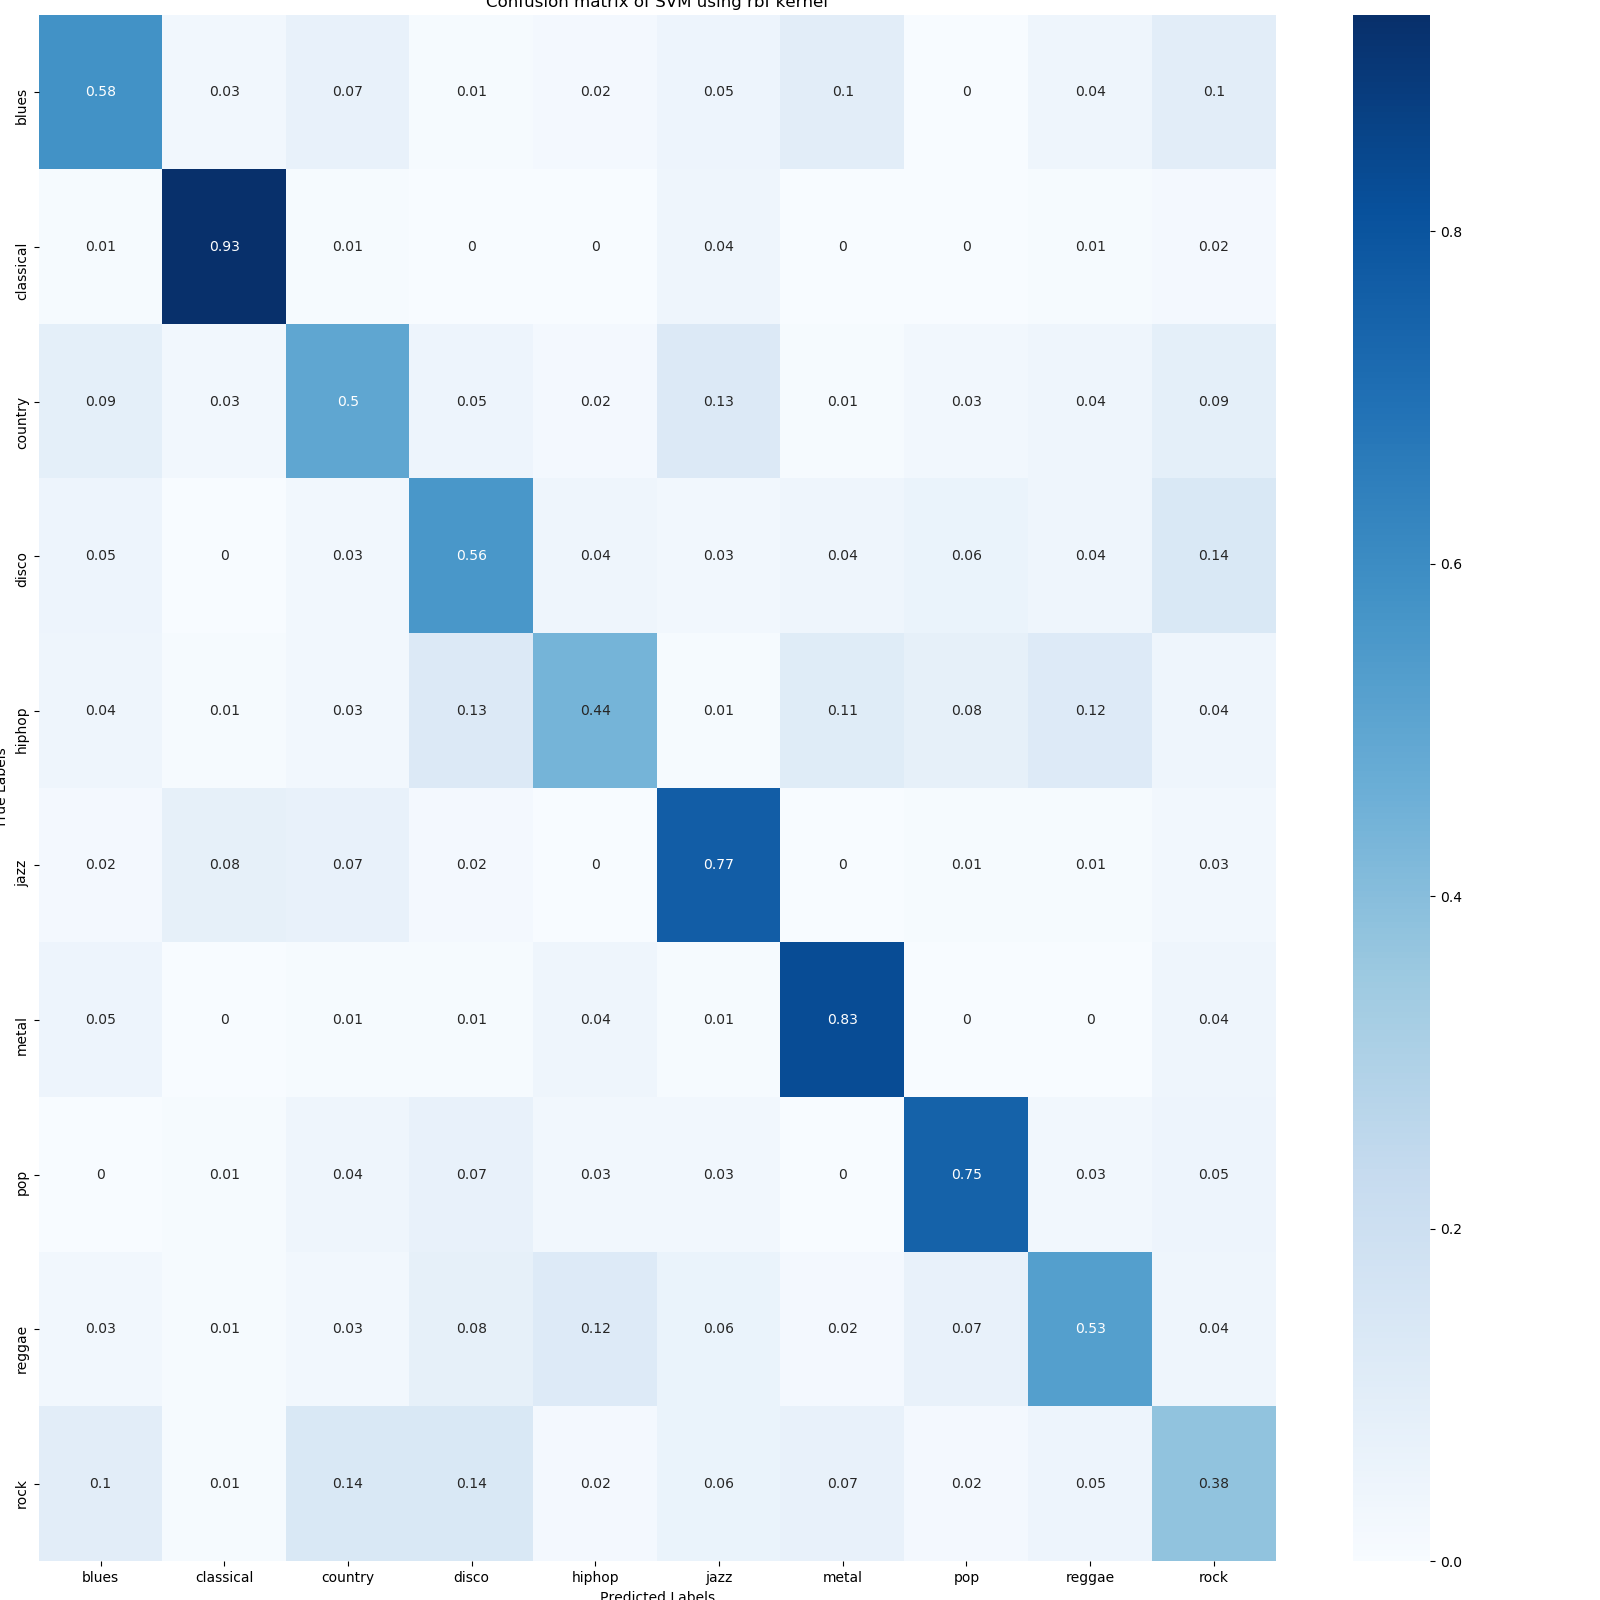 Confusion matrix of SVM using rbf kernel
blues 0.58 0.03 0.07 0.01 0.02 0.05 0.1 0 0.04 0.1
classical 0.01 0.93 0.01 0 0 0.04 0 0 0.01 0.02
country 0.09 0.03 0.5 0.05 0.02 0.13 0.01 0.03 0.04 0.09
disco 0.05 0 0.03 0.56 0.04 0.03 0.04 0.06 0.04 0.14
hiphop 0.04 0.01 0.03 0.13 0.44 0.01 0.11 0.08 0.12 0.04
jazz 0.02 0.08 0.07 0.02 0 0.77 0 0.01 0.01 0.03
metal 0.05 0 0.01 0.01 0.04 0.01 0.83 0 0 0.04
pop 0 0.01 0.04 0.07 0.03 0.03 0 0.75 0.03 0.05
reggae 0.03 0.01 0.03 0.08 0.12 0.06 0.02 0.07 0.53 0.04
rock 0.1 0.01 0.14 0.14 0.02 0.06 0.07 0.02 0.05 0.38
blues classical country disco hiphop jazz metal pop reggae rock
Predicted Labels
True Labels
0.8
0.6
0.4
0.2
0.0